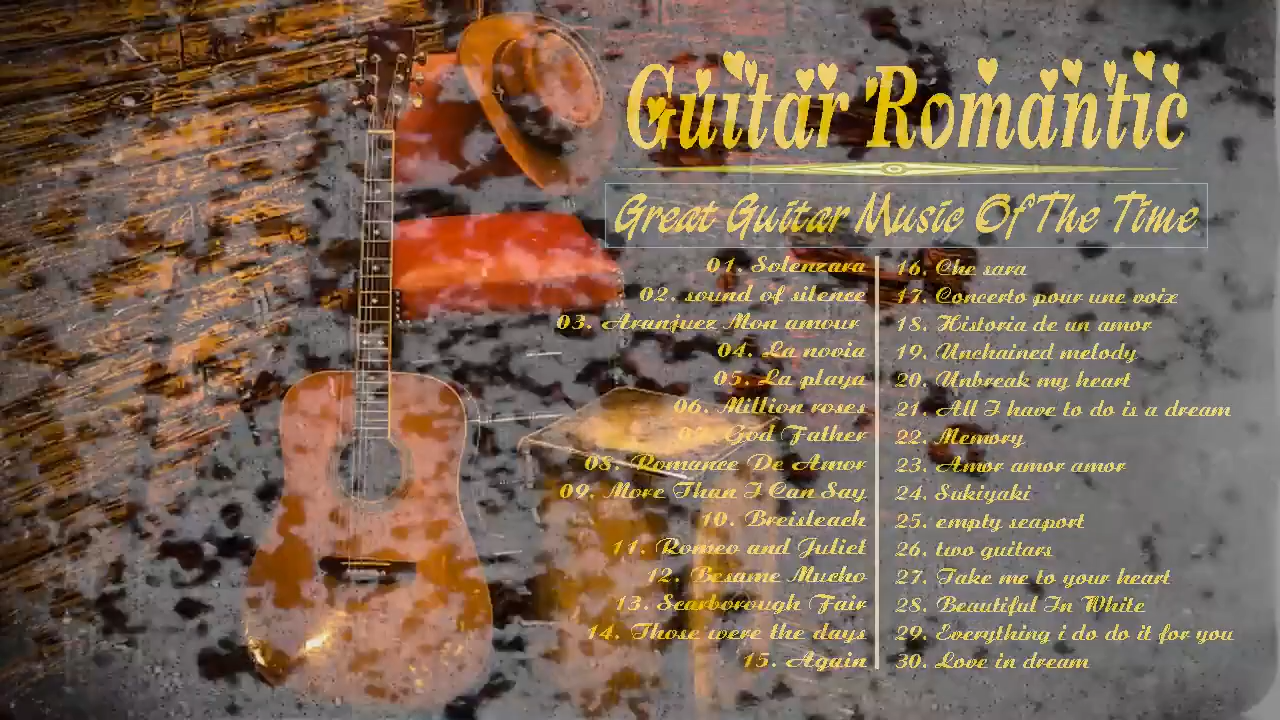 Guitar Romantic
Great Guitar Music Of The Time
01. Solenzara
02. sound of silence
03. Aranjuez Mon amour
04. La nooia
05. La playa
06. Million roses
07. God Father
08. Romance De Amor
09. More Than I Can Say
10. Breisleach
11. Romeo and Juliet
12. Besame Mucho
13. Scarborough Fair
14. Those were the days
15. Again
16. Che sara
17. Concerto pour une voix
18. Historia de un amor
19. Unchained melody
20. Unbreak my heart
21. All I have to do is a dream
22. Memory
23. Amor amor amor
24. Sukiyaki
25. empty seaport
26. two guitars
27. Take me to your heart
28. Beautiful In White
29. Everything i do do it for you
30. Love in dream